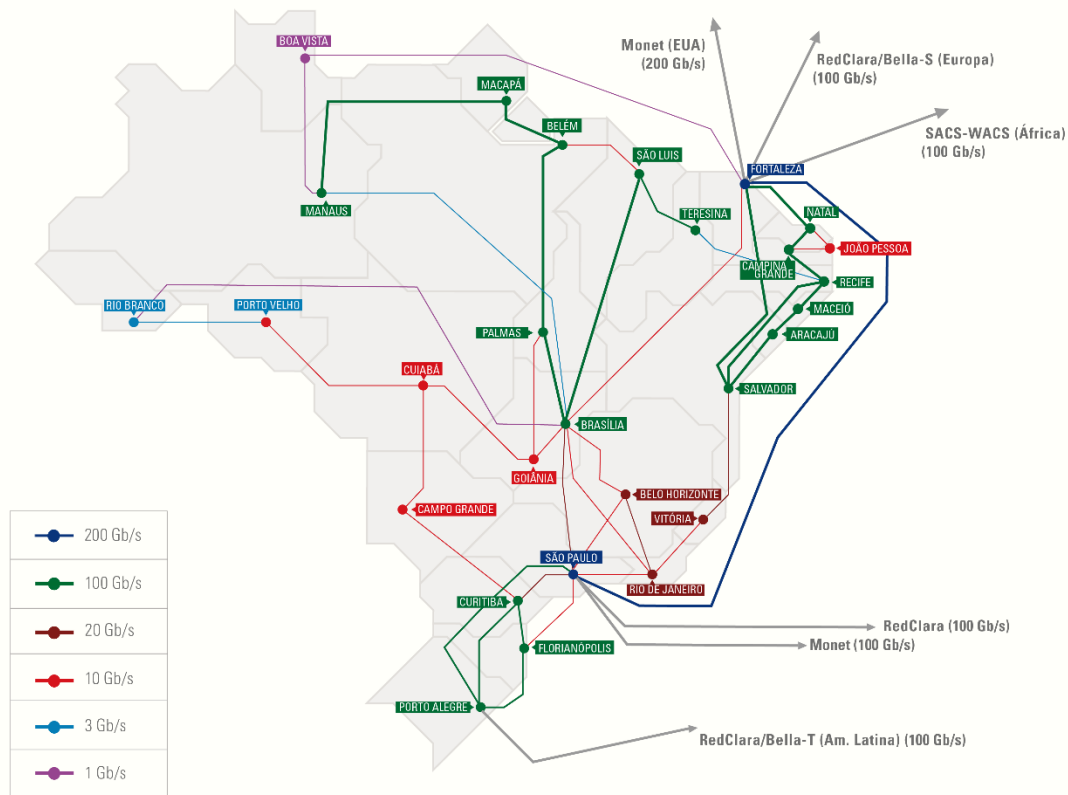 Monet (EUA)
(200 Gb/s)
RedClara/Bella-S (Europa)
(100 Gb/s)
SACS-WACS (África)
(100 Gb/s)
BOA VISTA
MACAPÁ
BELÉM
SÃO LUIS
FORTALEZA
MANAUS
TERESINA
NATAL
JOÃO PESSOA
CAMPINA
GRANDE
RECIFE
RIO BRANCO
PORTO VELHO
MACEIÓ
PALMAS
ARACAJÚ
CUIABÁ
SALVADOR
BRASÍLIA
GOIÂNIA
BELO HORIZONTE
CAMPO GRANDE
VITÓRIA
SÃO PAULO
RIO DE JANEIRO
CURITIBA
RedClara (100 Gb/s)
Monet (100 Gb/s)
FLORIANÓPOLIS
PORTO ALEGRE
RedClara/Bella-T (Am. Latina) (100 Gb/s)
200 Gb/s
100 Gb/s
20 Gb/s
10 Gb/s
3 Gb/s
1 Gb/s